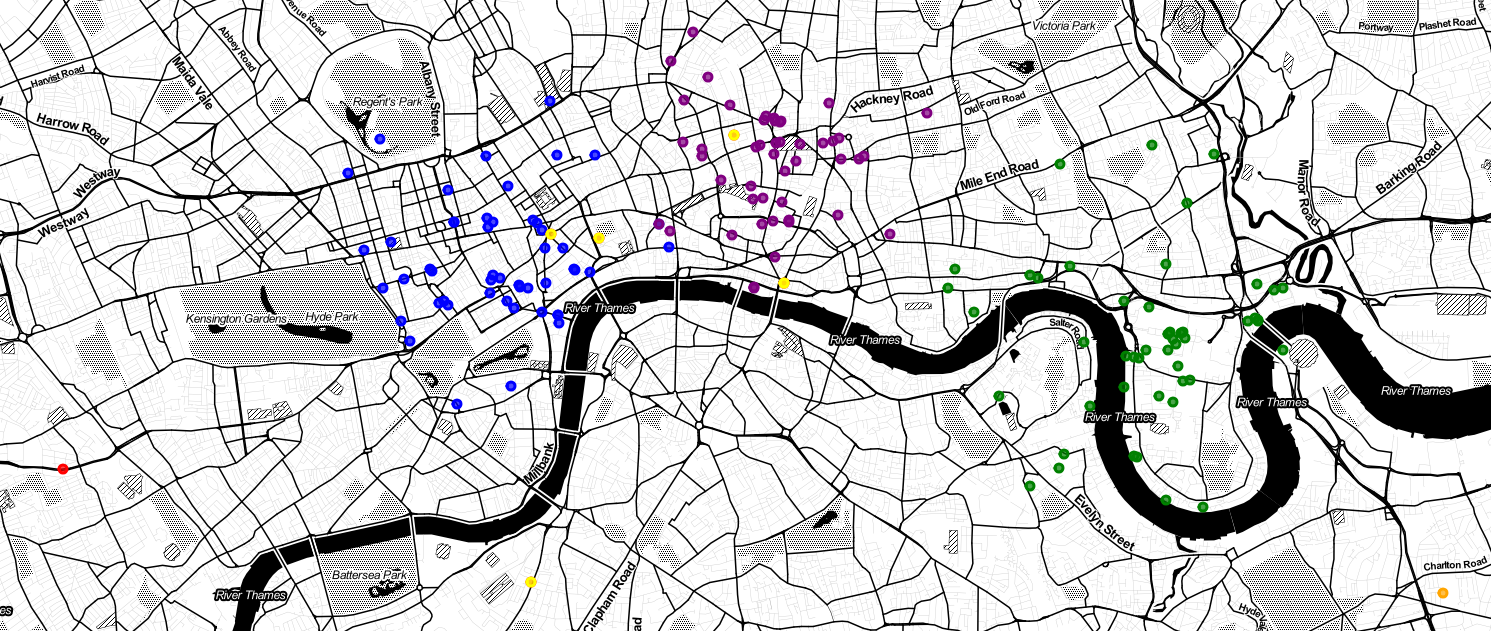 Avenue Road
Abbey Road
Victoria Park
Portway
Plashet Road
Harvist Road
Maida Vale
Albany Street
Regent's Park
Hackney Road
Old Ford Road
Harrow Road
Westway
Westway
Mile End Road
Manor Road
Barking Road
Kensington Gardens
Hyde Park
River Thames
River Thames
Salter Road
River Thames
River Thames
River Thames
Millbank
Evelyn Street
Battersea Park
River Thames
Clapham Road
Charlton Road